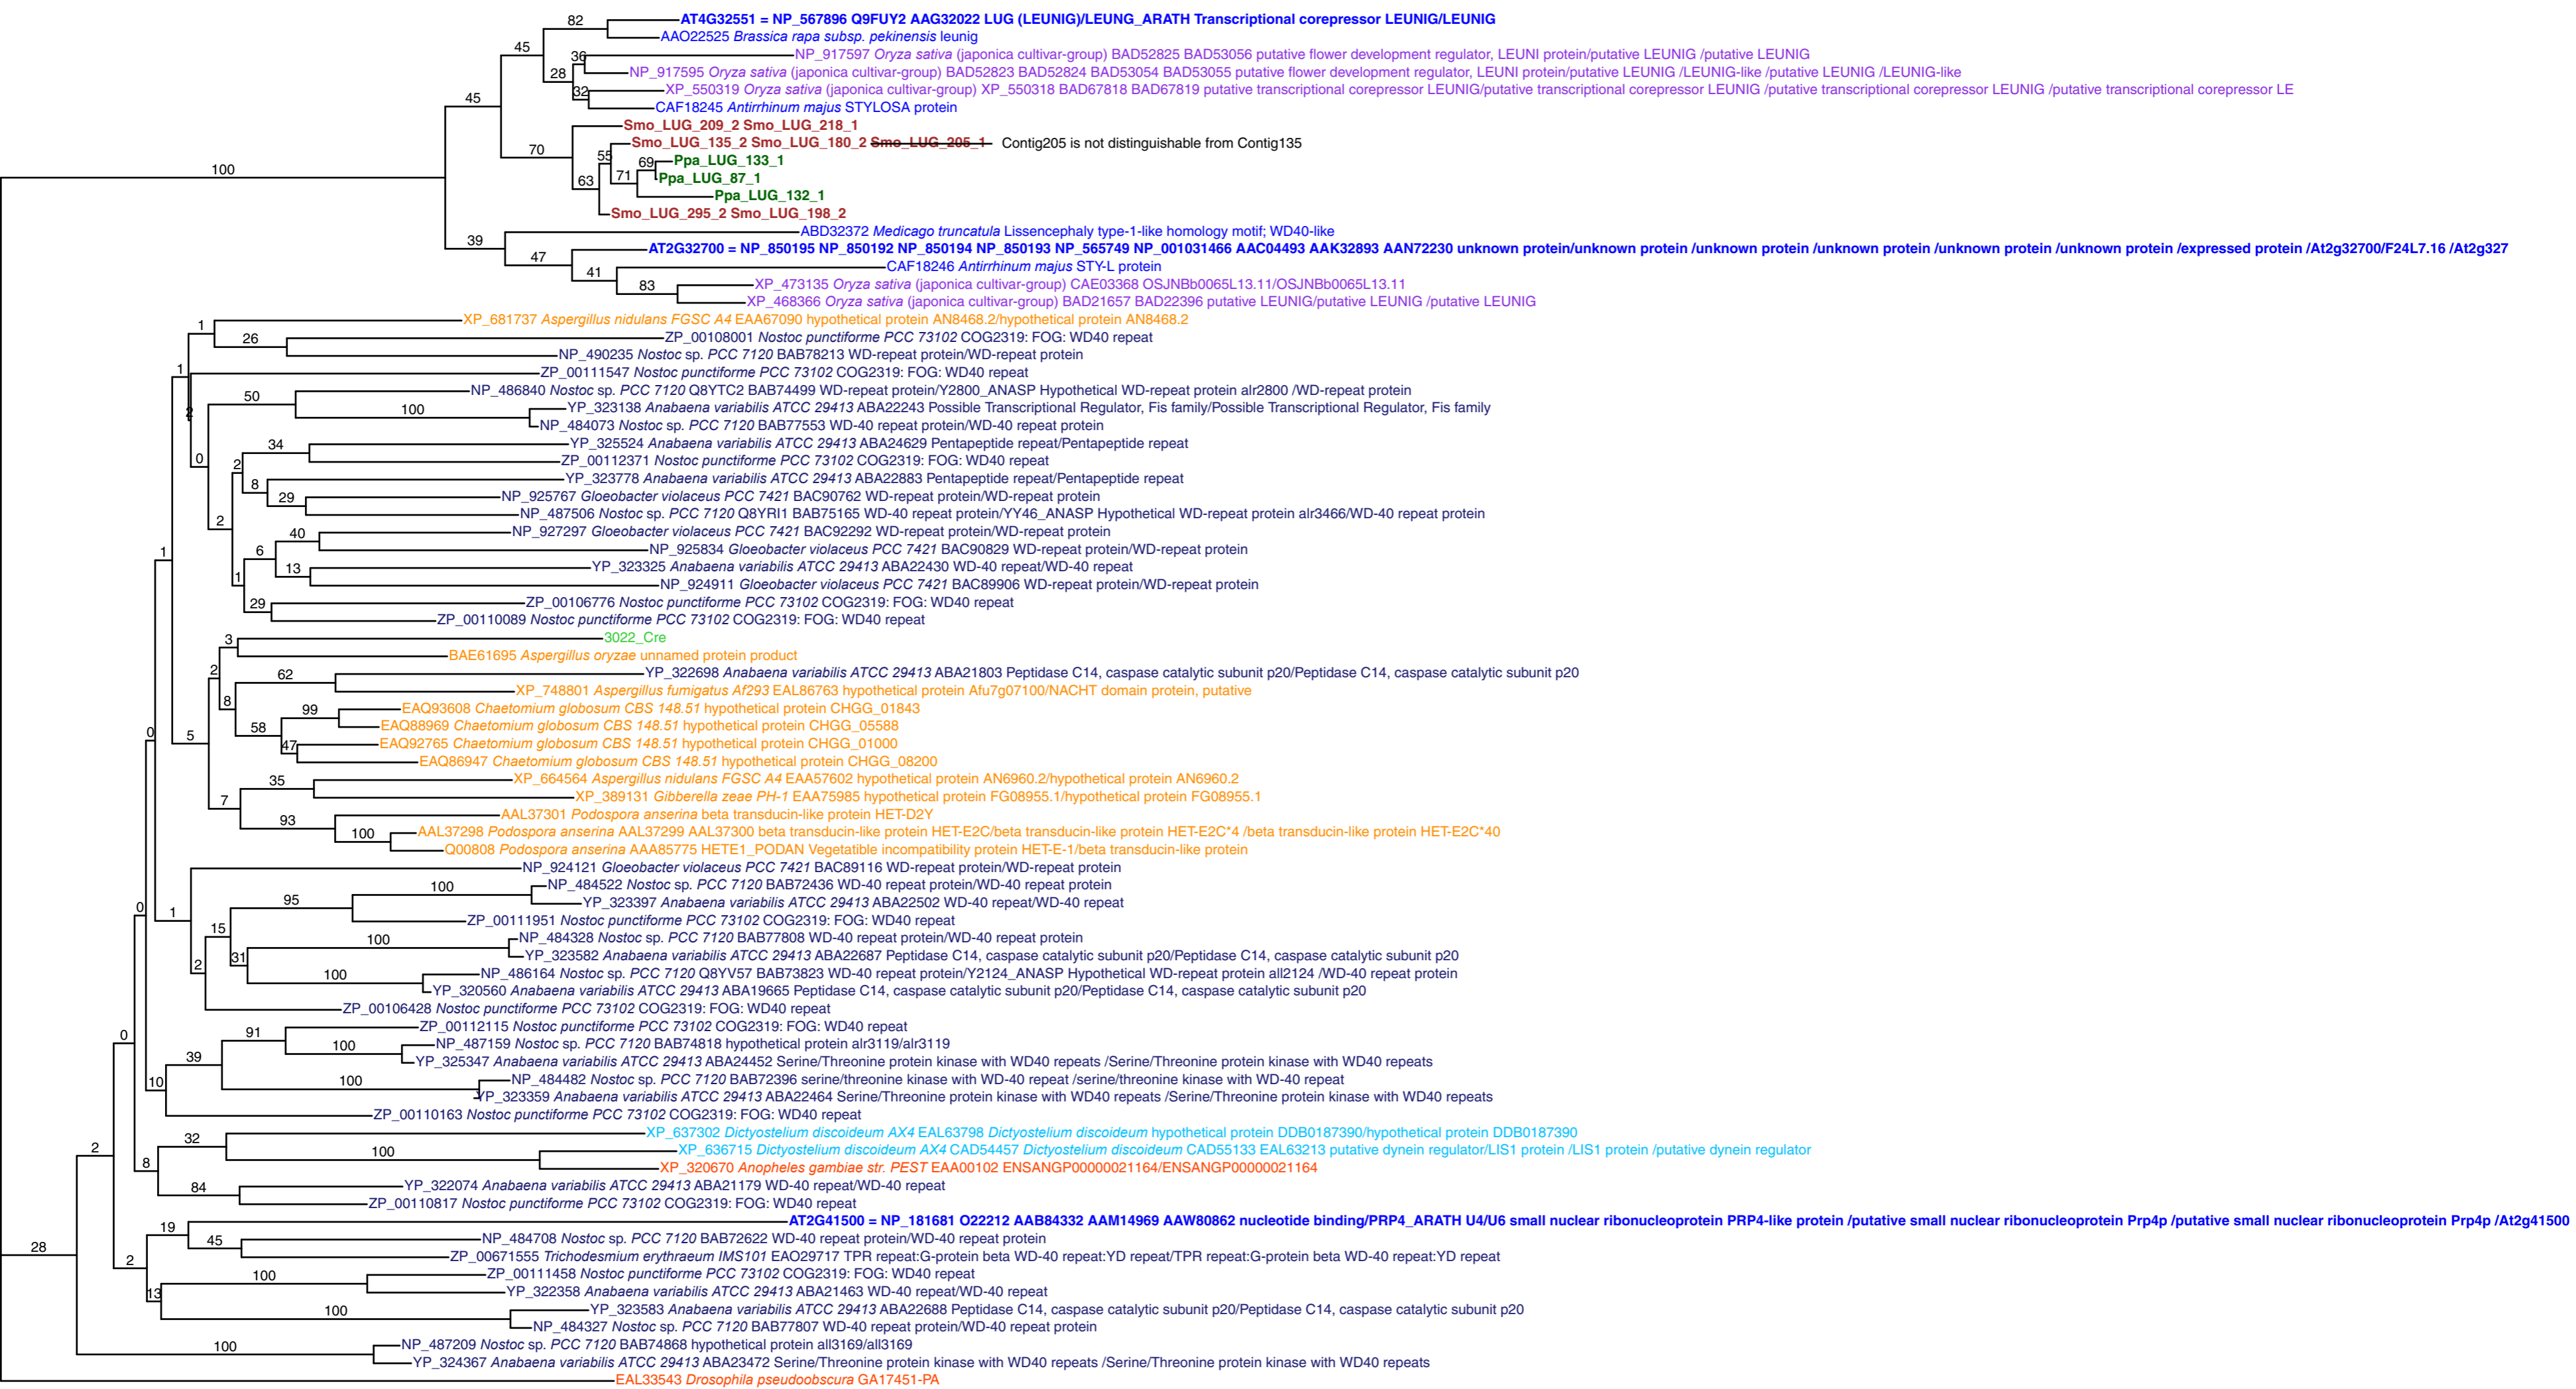 82
AT4G32551 = NP_567896 Q9FUY2 AAG32022 LUG (LEUNIG)/LEUNG_ARATH Transcriptional corepressor LEUNIG/LEUNIG
AAO22525 Brassica rapa subsp. pekinensis leunig
45
36
NP_917597 Oryza sativa (japonica cultivar-group) BAD52825 BAD53056 putative flower development regulator, LEUNI protein/putative LEUNIG /putative LEUNIG
28
NP_917595 Oryza sativa (japonica cultivar-group) BAD52823 BAD52824 BAD53054 BAD53055 putative flower development regulator, LEUNI protein/putative LEUNIG /LEUNIG-like /putative LEUNIG /LEUNIG-like
32
XP_550319 Oryza sativa (japonica cultivar-group) XP_550318 BAD67818 BAD67819 putative transcriptional corepressor LEUNIG/putative transcriptional corepressor LEUNIG /putative transcriptional corepressor LEUNIG /putative transcriptional corepressor LE
45
CAF18245 Antirrhinum majus STYLOSA protein
Smo_LUG_209_2 Smo_LUG_218_1
70
55
Smo_LUG_135_2 Smo_LUG_180_2 Smo_LUG_205_1 Contig205 is not distinguishable from Contig135
69
Ppa_LUG_133_1
100
63
71
Ppa_LUG_87_1
Ppa_LUG_132_1
Smo_LUG_295_2 Smo_LUG_198_2
39
ABD32372 Medicago truncatula Lissencephaly type-1-like homology motif; WD40-like
47
AT2G32700 = NP_850195 NP_850192 NP_850194 NP_850193 NP_565749 NP_001031466 AAC04493 AAK32893 AAN72230 unknown protein/unknown protein /unknown protein /unknown protein /unknown protein /unknown protein /expressed protein /At2g32700/F24L7.16 /At2g327
41
CAF18246 Antirrhinum majus STY-L protein
83
XP_473135 Oryza sativa (japonica cultivar-group) CAE03368 OSJNBb0065L13.11/OSJNBb0065L13.11
XP_468366 Oryza sativa (japonica cultivar-group) BAD21657 BAD22396 putative LEUNIG/putative LEUNIG /putative LEUNIG
1
XP_681737 Aspergillus nidulans FGSC A4 EAA67090 hypothetical protein AN8468.2/hypothetical protein AN8468.2
26
ZP_00108001 Nostoc punctiforme PCC 73102 COG2319: FOG: WD40 repeat
NP_490235 Nostoc sp. PCC 7120 BAB78213 WD-repeat protein/WD-repeat protein
1
ZP_00111547 Nostoc punctiforme PCC 73102 COG2319: FOG: WD40 repeat
50
NP_486840 Nostoc sp. PCC 7120 Q8YTC2 BAB74499 WD-repeat protein/Y2800_ANASP Hypothetical WD-repeat protein alr2800 /WD-repeat protein
2
100
YP_323138 Anabaena variabilis ATCC 29413 ABA22243 Possible Transcriptional Regulator, Fis family/Possible Transcriptional Regulator, Fis family
NP_484073 Nostoc sp. PCC 7120 BAB77553 WD-40 repeat protein/WD-40 repeat protein
34
YP_325524 Anabaena variabilis ATCC 29413 ABA24629 Pentapeptide repeat/Pentapeptide repeat
0
2
ZP_00112371 Nostoc punctiforme PCC 73102 COG2319: FOG: WD40 repeat
8
YP_323778 Anabaena variabilis ATCC 29413 ABA22883 Pentapeptide repeat/Pentapeptide repeat
29
NP_925767 Gloeobacter violaceus PCC 7421 BAC90762 WD-repeat protein/WD-repeat protein
2
NP_487506 Nostoc sp. PCC 7120 Q8YRI1 BAB75165 WD-40 repeat protein/YY46_ANASP Hypothetical WD-repeat protein alr3466/WD-40 repeat protein
40
NP_927297 Gloeobacter violaceus PCC 7421 BAC92292 WD-repeat protein/WD-repeat protein
1
6
NP_925834 Gloeobacter violaceus PCC 7421 BAC90829 WD-repeat protein/WD-repeat protein
13
YP_323325 Anabaena variabilis ATCC 29413 ABA22430 WD-40 repeat/WD-40 repeat
1
NP_924911 Gloeobacter violaceus PCC 7421 BAC89906 WD-repeat protein/WD-repeat protein
29
ZP_00106776 Nostoc punctiforme PCC 73102 COG2319: FOG: WD40 repeat
ZP_00110089 Nostoc punctiforme PCC 73102 COG2319: FOG: WD40 repeat
3
3022_Cre
BAE61695 Aspergillus oryzae unnamed protein product
2
62
YP_322698 Anabaena variabilis ATCC 29413 ABA21803 Peptidase C14, caspase catalytic subunit p20/Peptidase C14, caspase catalytic subunit p20
8
XP_748801 Aspergillus fumigatus Af293 EAL86763 hypothetical protein Afu7g07100/NACHT domain protein, putative
99
EAQ93608 Chaetomium globosum CBS 148.51 hypothetical protein CHGG_01843
0
5
58
EAQ88969 Chaetomium globosum CBS 148.51 hypothetical protein CHGG_05588
47
EAQ92765 Chaetomium globosum CBS 148.51 hypothetical protein CHGG_01000
EAQ86947 Chaetomium globosum CBS 148.51 hypothetical protein CHGG_08200
35
XP_664564 Aspergillus nidulans FGSC A4 EAA57602 hypothetical protein AN6960.2/hypothetical protein AN6960.2
7
XP_389131 Gibberella zeae PH-1 EAA75985 hypothetical protein FG08955.1/hypothetical protein FG08955.1
93
AAL37301 Podospora anserina beta transducin-like protein HET-D2Y
100
AAL37298 Podospora anserina AAL37299 AAL37300 beta transducin-like protein HET-E2C/beta transducin-like protein HET-E2C*4 /beta transducin-like protein HET-E2C*40
Q00808 Podospora anserina AAA85775 HETE1_PODAN Vegetatible incompatibility protein HET-E-1/beta transducin-like protein
NP_924121 Gloeobacter violaceus PCC 7421 BAC89116 WD-repeat protein/WD-repeat protein
100
NP_484522 Nostoc sp. PCC 7120 BAB72436 WD-40 repeat protein/WD-40 repeat protein
0
1
95
YP_323397 Anabaena variabilis ATCC 29413 ABA22502 WD-40 repeat/WD-40 repeat
ZP_00111951 Nostoc punctiforme PCC 73102 COG2319: FOG: WD40 repeat
15
100
NP_484328 Nostoc sp. PCC 7120 BAB77808 WD-40 repeat protein/WD-40 repeat protein
2
31
YP_323582 Anabaena variabilis ATCC 29413 ABA22687 Peptidase C14, caspase catalytic subunit p20/Peptidase C14, caspase catalytic subunit p20
100
NP_486164 Nostoc sp. PCC 7120 Q8YV57 BAB73823 WD-40 repeat protein/Y2124_ANASP Hypothetical WD-repeat protein all2124 /WD-40 repeat protein
YP_320560 Anabaena variabilis ATCC 29413 ABA19665 Peptidase C14, caspase catalytic subunit p20/Peptidase C14, caspase catalytic subunit p20
ZP_00106428 Nostoc punctiforme PCC 73102 COG2319: FOG: WD40 repeat
0
91
ZP_00112115 Nostoc punctiforme PCC 73102 COG2319: FOG: WD40 repeat
39
100
NP_487159 Nostoc sp. PCC 7120 BAB74818 hypothetical protein alr3119/alr3119
YP_325347 Anabaena variabilis ATCC 29413 ABA24452 Serine/Threonine protein kinase with WD40 repeats /Serine/Threonine protein kinase with WD40 repeats
10
100
NP_484482 Nostoc sp. PCC 7120 BAB72396 serine/threonine kinase with WD-40 repeat /serine/threonine kinase with WD-40 repeat
YP_323359 Anabaena variabilis ATCC 29413 ABA22464 Serine/Threonine protein kinase with WD40 repeats /Serine/Threonine protein kinase with WD40 repeats
ZP_00110163 Nostoc punctiforme PCC 73102 COG2319: FOG: WD40 repeat
32
XP_637302 Dictyostelium discoideum AX4 EAL63798 Dictyostelium discoideum hypothetical protein DDB0187390/hypothetical protein DDB0187390
2
100
XP_636715 Dictyostelium discoideum AX4 CAD54457 Dictyostelium discoideum CAD55133 EAL63213 putative dynein regulator/LIS1 protein /LIS1 protein /putative dynein regulator
8
XP_320670 Anopheles gambiae str. PEST EAA00102 ENSANGP00000021164/ENSANGP00000021164
84
YP_322074 Anabaena variabilis ATCC 29413 ABA21179 WD-40 repeat/WD-40 repeat
ZP_00110817 Nostoc punctiforme PCC 73102 COG2319: FOG: WD40 repeat
19
AT2G41500 = NP_181681 O22212 AAB84332 AAM14969 AAW80862 nucleotide binding/PRP4_ARATH U4/U6 small nuclear ribonucleoprotein PRP4-like protein /putative small nuclear ribonucleoprotein Prp4p /putative small nuclear ribonucleoprotein Prp4p /At2g41500
28
45
NP_484708 Nostoc sp. PCC 7120 BAB72622 WD-40 repeat protein/WD-40 repeat protein
2
ZP_00671555 Trichodesmium erythraeum IMS101 EAO29717 TPR repeat:G-protein beta WD-40 repeat:YD repeat/TPR repeat:G-protein beta WD-40 repeat:YD repeat
100
ZP_00111458 Nostoc punctiforme PCC 73102 COG2319: FOG: WD40 repeat
13
YP_322358 Anabaena variabilis ATCC 29413 ABA21463 WD-40 repeat/WD-40 repeat
100
YP_323583 Anabaena variabilis ATCC 29413 ABA22688 Peptidase C14, caspase catalytic subunit p20/Peptidase C14, caspase catalytic subunit p20
NP_484327 Nostoc sp. PCC 7120 BAB77807 WD-40 repeat protein/WD-40 repeat protein
100
NP_487209 Nostoc sp. PCC 7120 BAB74868 hypothetical protein all3169/all3169
YP_324367 Anabaena variabilis ATCC 29413 ABA23472 Serine/Threonine protein kinase with WD40 repeats /Serine/Threonine protein kinase with WD40 repeats
EAL33543 Drosophila pseudoobscura GA17451-PA